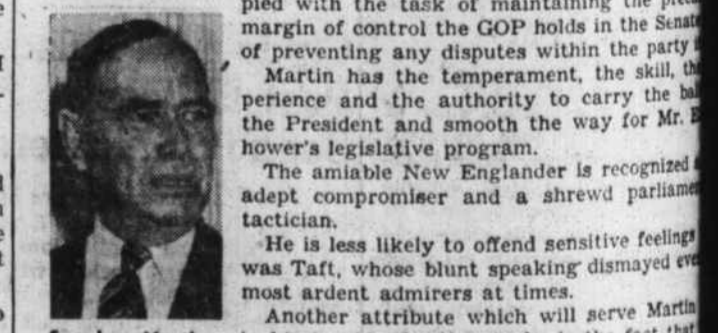 pied with the task of maintaining the
margin of control the GOP holds in the Senate
of preventing any disputes within the party
Martin has the temperament, the skill,
perience and the authority to carry the
the President and smooth the way for Mr.
hower's legislative program.
The amiable New Englander is recognized
adept compromiser and a shrewd
tactician.
He is less likely to offend sensitive feelings
was Taft, whose blunt speaking dismayed
most ardent admirers at times.
Another attribute which will serve Martin